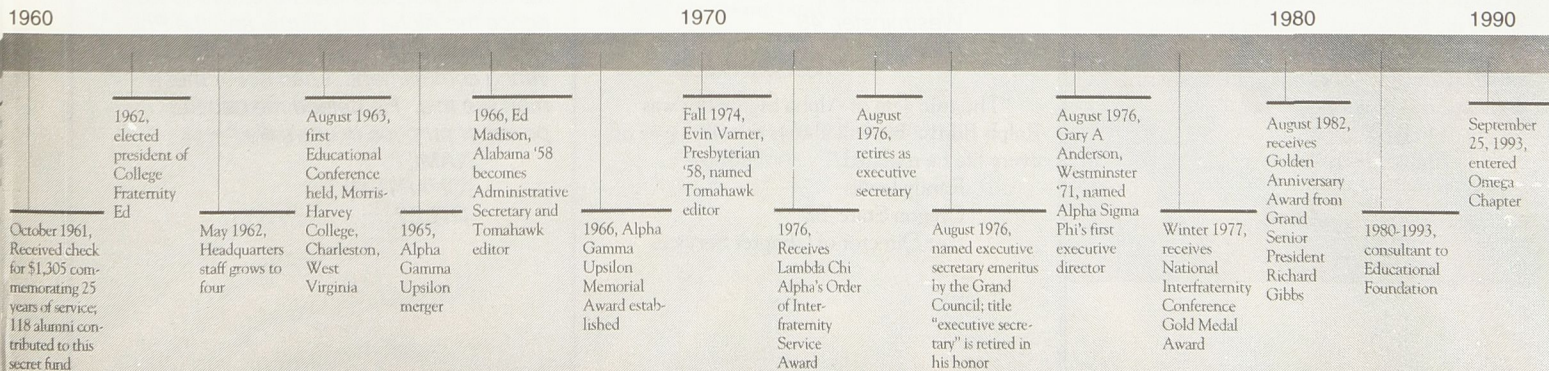 1960
1970
1980
1990
October 1961,
Received check
for $1,305 com-
memorating 25
years of service;
118 alumni con-
tributed to this
secret fund
1962,
elected
president of
College
Fraternity
Ed
May 1962,
Headquarters
staff grows to
four
August 1963,
first
Educational
Conference
held, Morris-
Harvey
College,
Charleston,
West
Virginia
1965,
Alpha
Gamma
Upsilon
merger
1966, Ed
Madison,
Alabama '58
becomes
Administrative
Secretary and
Tomahawk
editor
1966, Alpha
Gamma
Upsilon
Memorial
Award estab-
lished
Fall 1974,
Evin Varner,
Presbyterian
'58, named
Tomahawk
editor
1976,
Receives
Lambda Chi
Alpha's Order
of Inter-
fraternity
Service
Award
August
1976,
retires as
executive
secretary
August 1976,
named executive
secretary emeritus
by the Grand
Council; title
"executive secre-
tary" is retired in
his honor
August 1976,
Gary A
Anderson,
Westminster
'71, named
Alpha Sigma
Phi's first
executive
director
Winter 1977,
receives
National
Interfraternity
Conference
Gold Medal
Award
August 1982,
receives
Golden
Anniversary
Award from
Grand
Senior
President
Richard
Gibbs
1980-1993,
consultant to
Educational
Foundation
September
25, 1993,
entered
Omega
Chapter